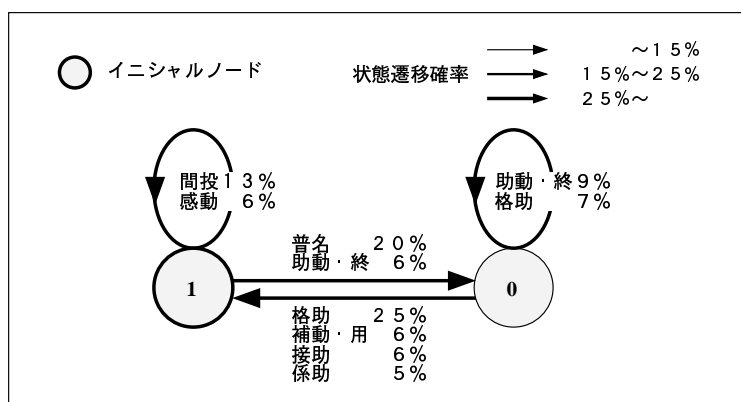 イニシャルノード
状態遷移確率
～１５%
１５%～２５%
２５%～
間投１３%
感動 ６%
助動・終９%
格助 ７%
普名 ２０%
助動・終 ６%
1
0
格助 ２５%
補動・用 ６%
接助 ６%
係助 ５%